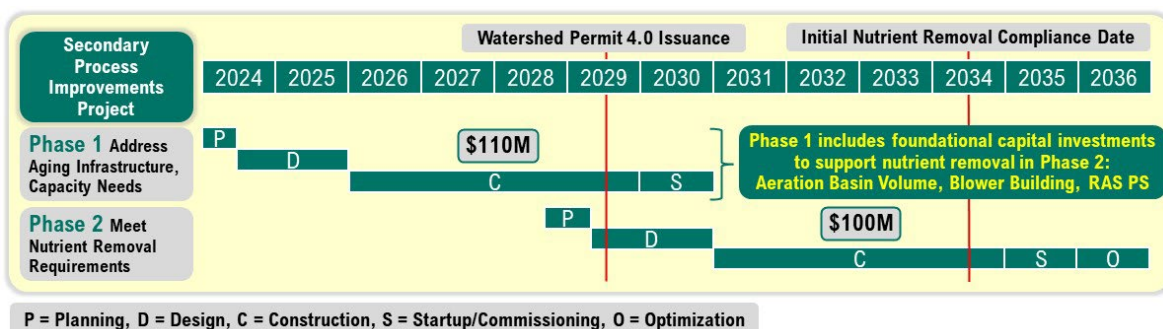 Watershed Permit 4.0 Issuance
Initial Nutrient Removal Compliance Date
Secondary
Process
Improvements
Project
2024 2025 2026 2027 2028 2029 2030 2031 2032 2033 2034 2035 2036
Phase 1 Address
Aging Infrastructure,
Capacity Needs
P
D
C
S
$110M
Phase 1 includes foundational capital investments
to support nutrient removal in Phase 2:
Aeration Basin Volume, Blower Building, RAS PS
Phase 2 Meet
Nutrient Removal
Requirements
P
D
C
S
O
$100M
P = Planning, D = Design, C = Construction, S = Startup/Commissioning, O = Optimization